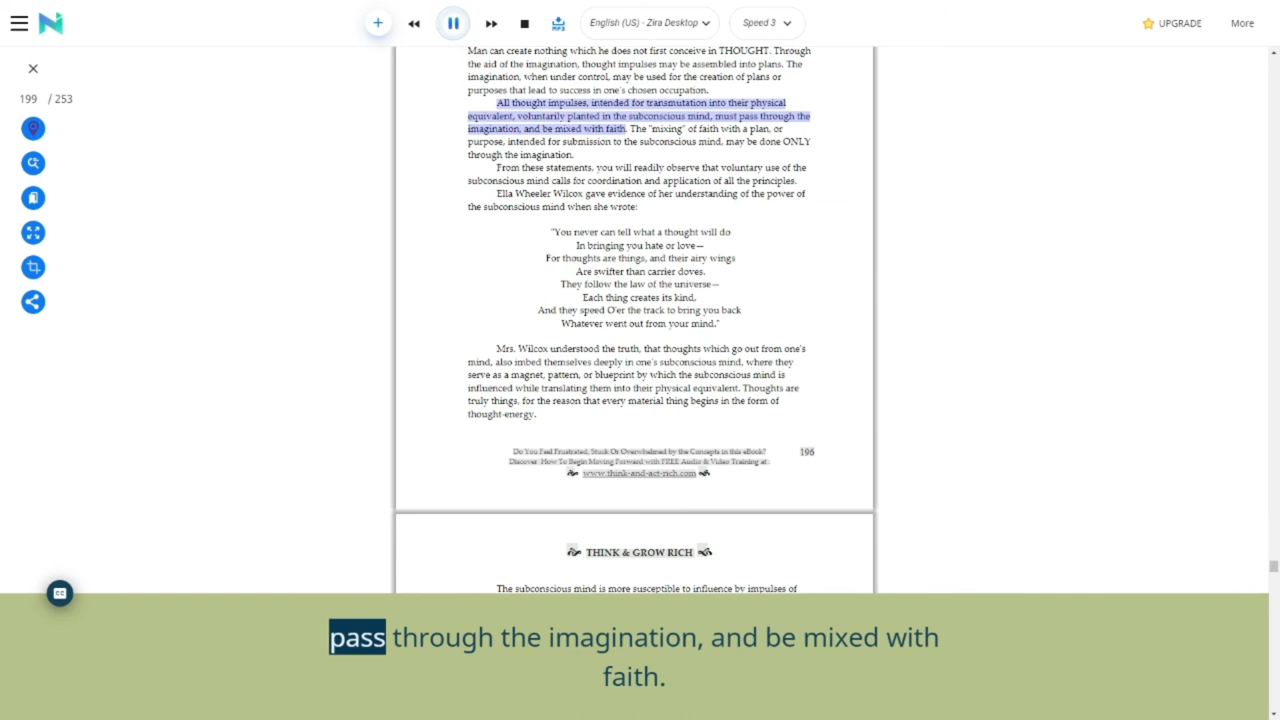 English (US) - Zira Desktop
Speed 3
UPGRADE
More
199 / 253
Man can create nothing which he does not first conceive in THOUGHT. Through
the aid of the imagination, thought impulses may be assembled into plans. The
imagination, when under control, may be used for the creation of plans or
purposes that lead to success in one's chosen occupation.
All thought impulses, intended for transmutation into their physical
equivalent, voluntarily planted in the subconscious mind, must pass through the
imagination, and be mixed with faith. The "mixing" of faith with a plan, or
purpose, intended for submission to the subconscious mind, may be done ONLY
through the imagination.
From these statements, you will readily observe that voluntary use of the
subconscious mind calls for coordination and application of all the principles.
Ella Wheeler Wilcox gave evidence of her understanding of the power of
the subconscious mind when she wrote:
"You never can tell what a thought will do
In bringing you hate or love—
For thoughts are things, and their airy wings
Are swifter than carrier doves.
They follow the law of the universe—
Each thing creates its kind,
And they speed O'er the track to bring you back
Whatever went out from your mind."
Mrs. Wilcox understood the truth, that thoughts which go out from one's
mind, also imbed themselves deeply in one's subconscious mind, where they
serve as a magnet, pattern, or blueprint by which the subconscious mind is
influenced while translating them into their physical equivalent. Thoughts are
truly things, for the reason that every material thing begins in the form of
thought-energy.
Do You Feel Frustrated, Stuck Or Overwhelmed by the Concepts in this eBook?
196
Discover How To Begin Moving Forward with FREE Audio & Video Training at:
www.think-and-act-rich.com
THINK & GROW RICH
The subconscious mind is more susceptible to influence by impulses of
CC
pass through the imagination, and be mixed with
faith.